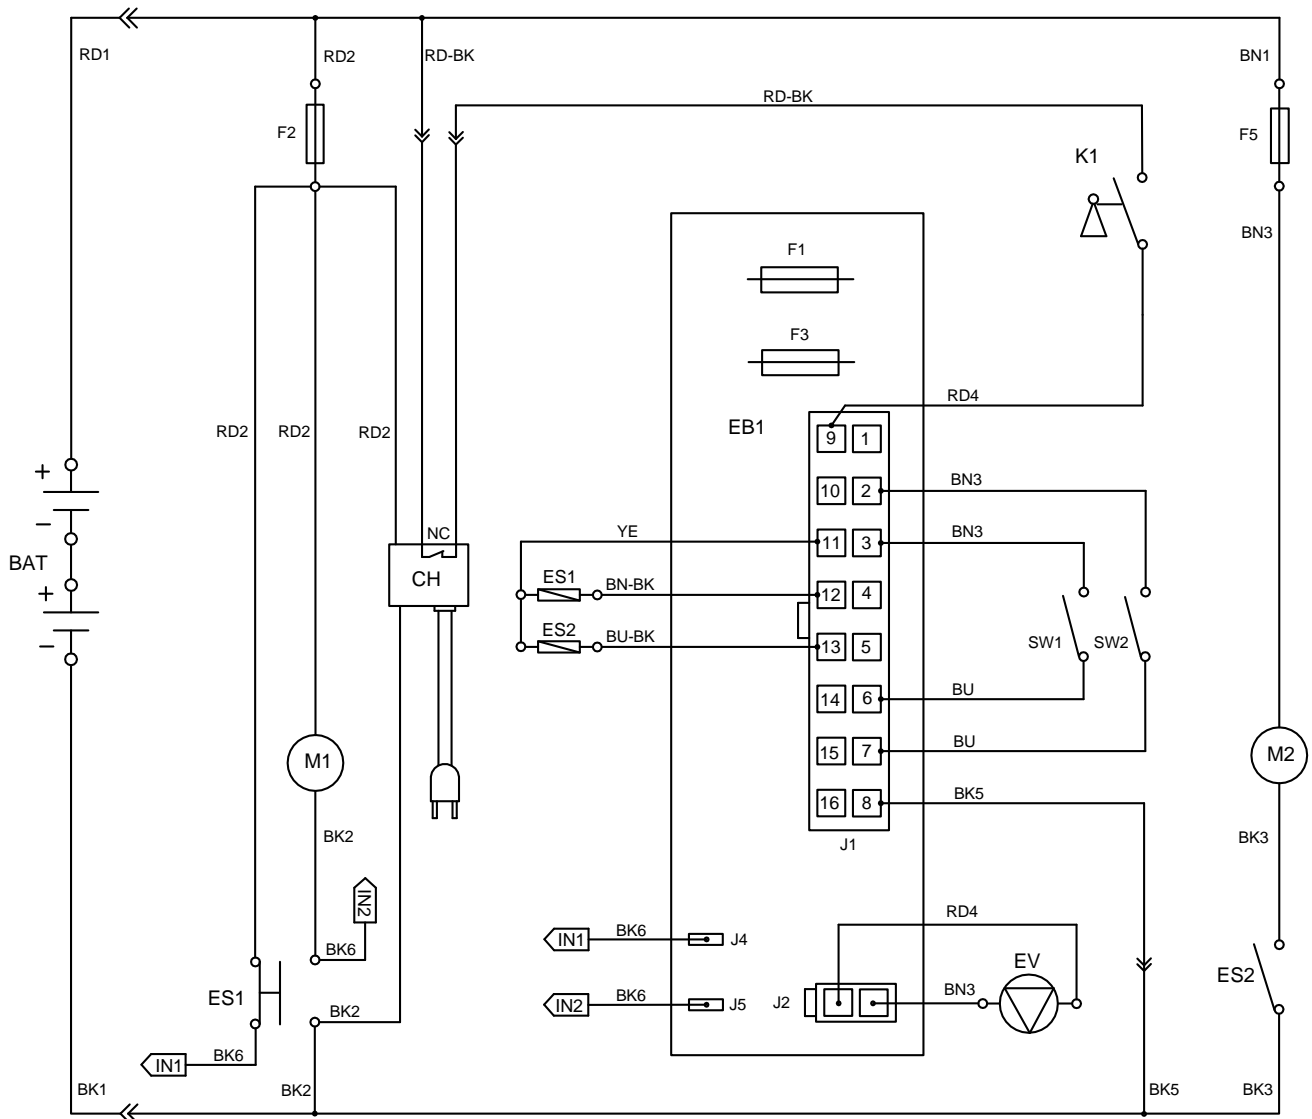 RD1
RD2
RD-BK
BN1
RD-BK
F2
F5
K1
BN3
F1
F3
RD4
EB1
RD2
RD2
RD2
9 1
10 2
BN3
11 3
YE
BN3
12 4
13 5
14 6
15 7
16 8
+
−
BAT
+
−
NC
CH
ES1
BN-BK
ES2
BU-BK
SW1
SW2
BU
BU
BK5
J1
M1
M2
BK2
BK3
IN2
BK6
RD4
IN1
BK6
J4
EV
ES1
ES2
IN2
BK6
J5
J2
BN3
BK2
IN1
BK6
BK1
BK2
BK5
BK3